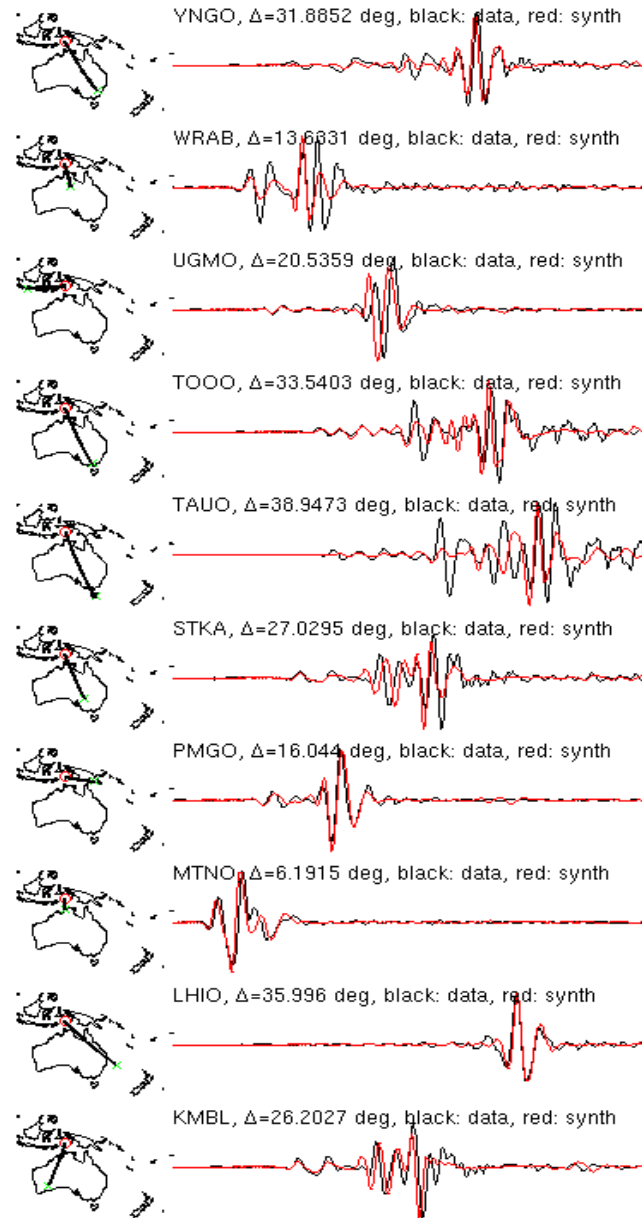 YNGO, Δ=31.8852 deg, black: data, red: synth
WRAB, Δ=13.6831 deg, black: data, red: synth
UGMO, Δ=20.5359 deg, black: data, red: synth
TOOO, Δ=33.5403 deg, black: data, red: synth
TAUO, Δ=38.9473 deg, black: data, red: synth
STKA, Δ=27.0295 deg, black: data, red: synth
PMGO, Δ=16.044 deg, black: data, red: synth
MTNO, Δ=6.1915 deg, black: data, red: synth
LHIO, Δ=35.996 deg, black: data, red: synth
KMBL, Δ=26.2027 deg, black: data, red: synth